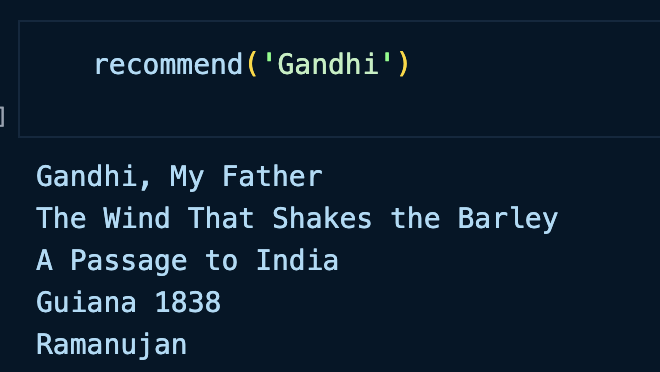 recommend('Gandhi')
]
Gandhi, My Father
The Wind That Shakes the Barley
A Passage to India
Guiana 1838
Ramanujan